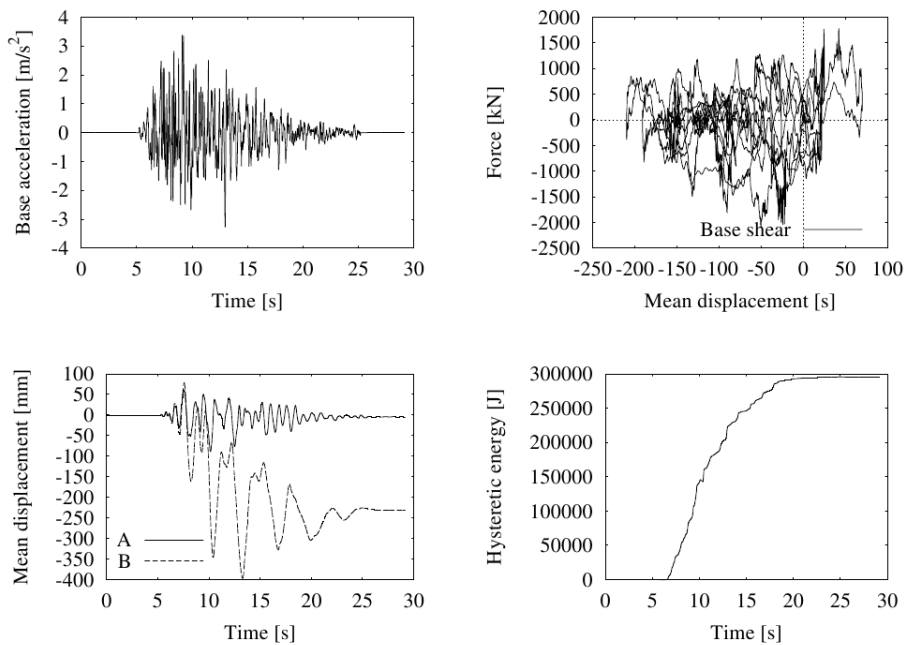 4
3
2
1
0
-1
-2
-3
-4
0 5 10 15 20 25 30
Base acceleration [m/s²]
Time [s]
2000
1500
1000
500
0
-500
-1000
-1500
-2000
-2500
-250 -200 -150 -100 -50 0 50 100
Force [kN]
Base shear
Mean displacement [s]
100
50
0
-50
-100
-150
-200
-250
-300
-350
-400
0 5 10 15 20 25 30
Mean displacement [mm]
A
B
Time [s]
300000
250000
200000
150000
100000
50000
0
0 5 10 15 20 25 30
Hysteretic energy [J]
Time [s]